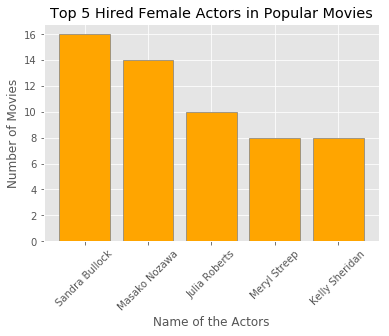 Top 5 Hired Female Actors in Popular Movies
Number of Movies
16
14
12
10
8
6
4
2
0
Sandra Bullock
Masako Nozawa
Julia Roberts
Meryl Streep
Kelly Sheridan
Name of the Actors